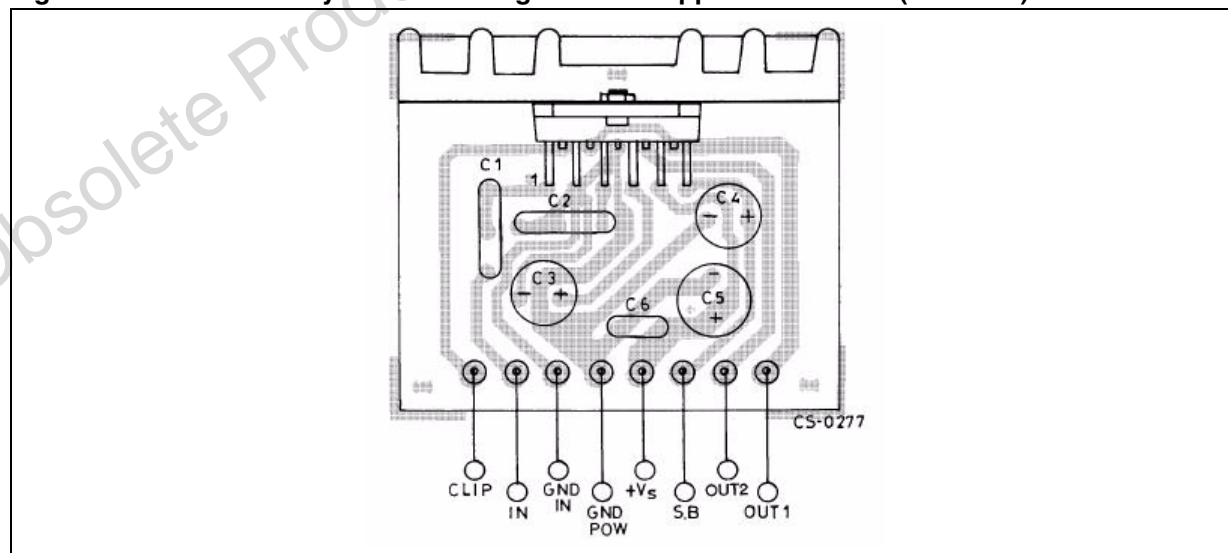 Obsolete Prod
C1
1
C2
C4
- +
C3
- +
-
C5
+
C6
CS-0277
CLIP
IN
GND
IN
GND
POW
+Vs
S.B
OUT2
OUT1